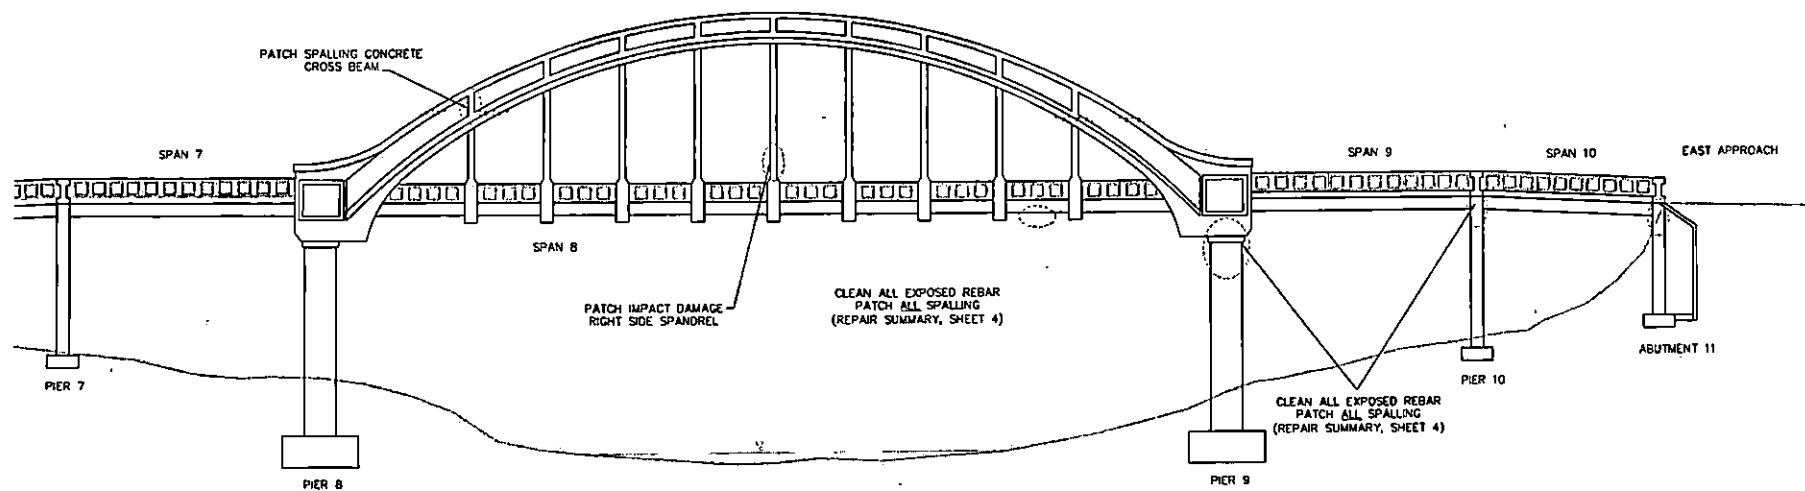 PATCH SPALLING CONCRETE
CROSS BEAM
SPAN 7
SPAN 9
SPAN 10
EAST APPROACH
SPAN 8
PATCH IMPACT DAMAGE
RIGHT SIDE SPANDREL
CLEAN ALL EXPOSED REBAR
PATCH ALL SPALLING
(REPAIR SUMMARY, SHEET 4)
ABUTMENT 11
PIER 7
PIER 10
CLEAN ALL EXPOSED REBAR
PATCH ALL SPALLING
(REPAIR SUMMARY, SHEET 4)
PIER 8
PIER 9